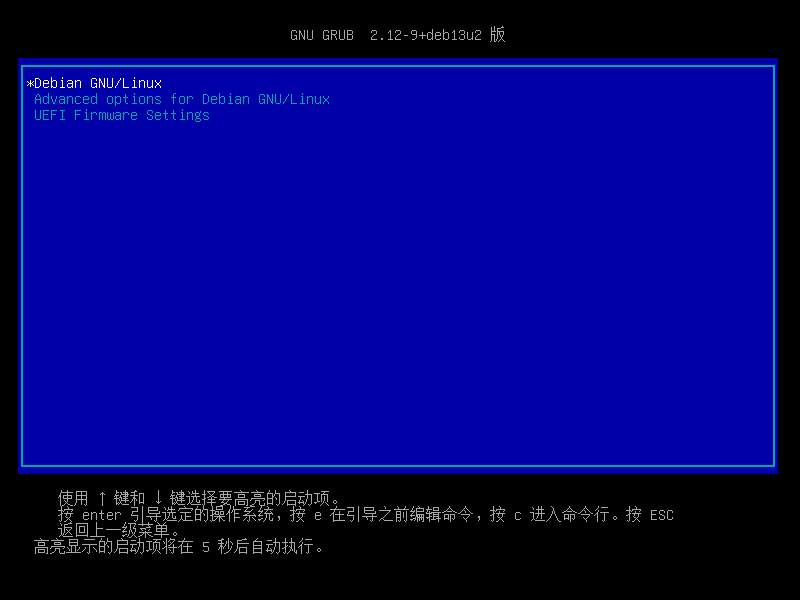 GNU GRUB  2.12-9+deb13u2 版
*Debian GNU/Linux
Advanced options for Debian GNU/Linux
UEFI Firmware Settings
使用 ↑ 键和 ↓ 键选择要高亮的启动项。
按 enter 引导选定的操作系统，按 e 在引导之前编辑命令，按 c 进入命令行。按 ESC
返回上一级菜单。
高亮显示的启动项将在 5 秒后自动执行。